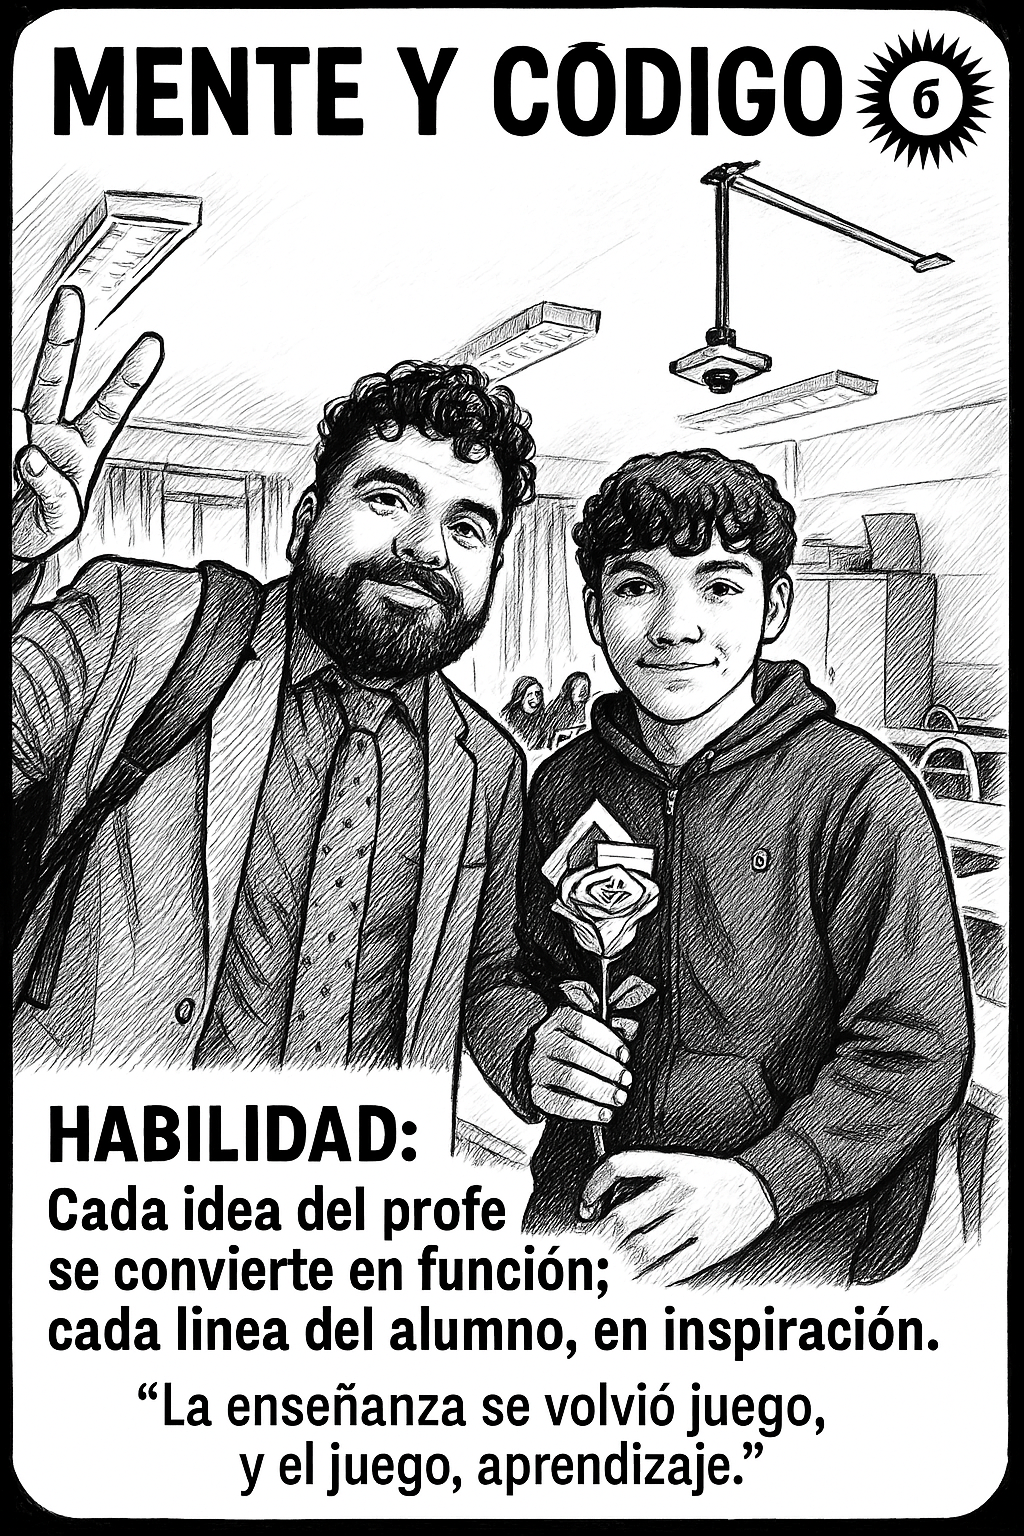 MENTE Y CÓDIGO 6
HABILIDAD:
Cada idea del profe
se convierte en función;
cada linea del alumno, en inspiración.
“La enseñanza se volvió juego,
y el juego, aprendizaje.”